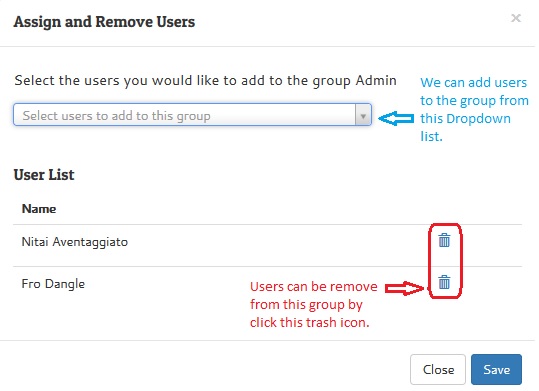 Assign and Remove Users
×
Select the users you would like to add to the group Admin
Select users to add to this group
We can add users
to the group from
this Dropdown
list.
User List
Name
Nitai Aventaggiato
Fro Dangle
Users can be remove
from this group by
click this trash icon.
Close
Save